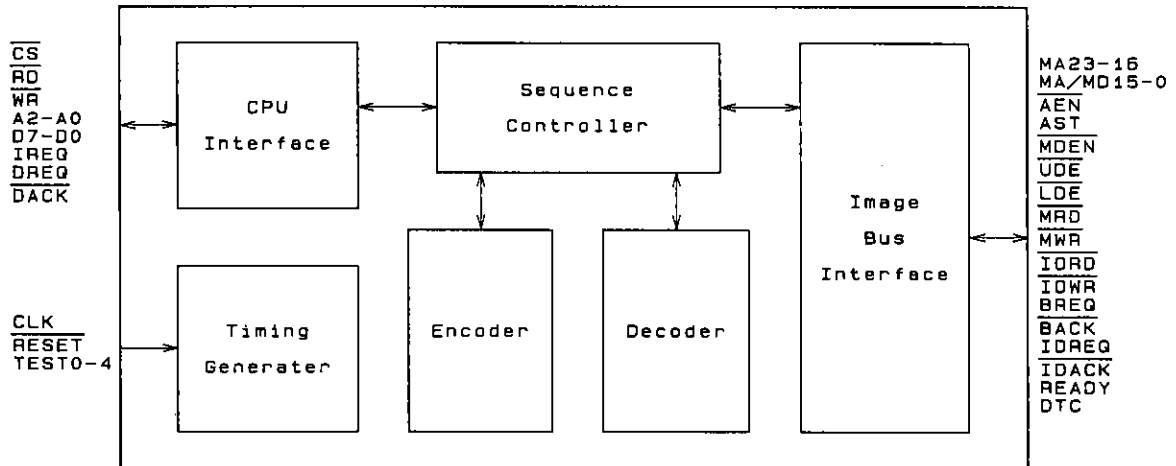 CS
RD
WR
A2-A0
D7-D0
IREQ
DREQ
DACK
CLK
RESET
TEST0-4
CPU
Interface
Timing
Generater
Sequence
Controller
Encoder
Decoder
Image
Bus
Interface
MA23-16
MA/MD15-0
AEN
AST
MDEN
UDE
LDE
MRD
MWR
IORD
IOWR
BREQ
BACK
IDREQ
IDACK
READY
DTC